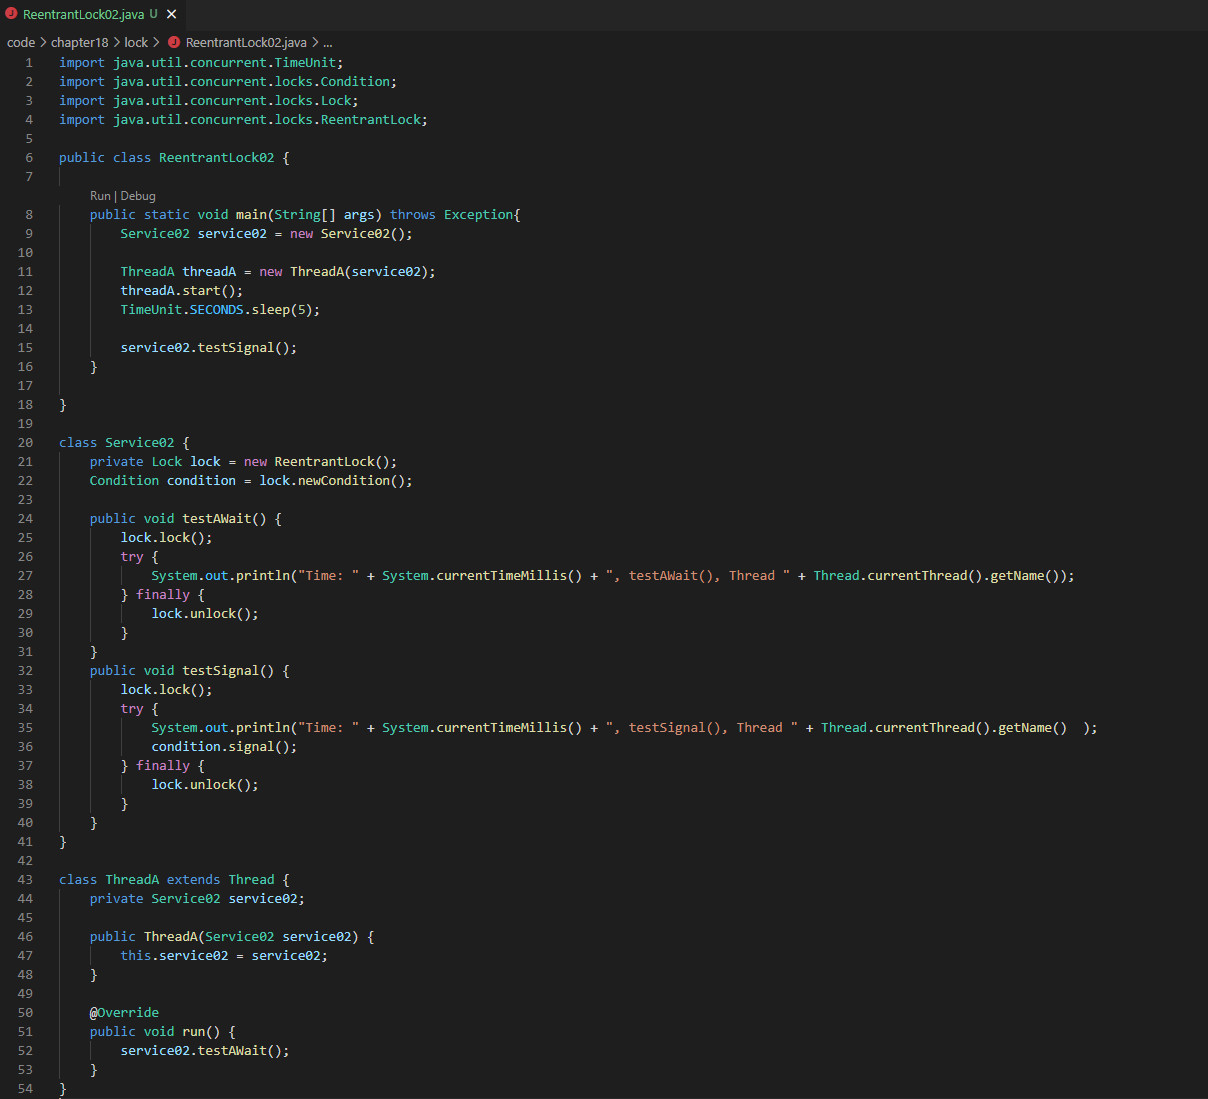 ReentrantLock02.java U ✕
code > chapter18 > lock > ReentrantLock02.java > ...
1 import java.util.concurrent.TimeUnit;
2 import java.util.concurrent.locks.Condition;
3 import java.util.concurrent.locks.Lock;
4 import java.util.concurrent.locks.ReentrantLock;
5
6 public class ReentrantLock02 {
7
Run | Debug
8     public static void main(String[] args) throws Exception{
9         Service02 service02 = new Service02();
10
11         ThreadA threadA = new ThreadA(service02);
12         threadA.start();
13         TimeUnit.SECONDS.sleep(5);
14
15         service02.testSignal();
16     }
17
18 }
19
20 class Service02 {
21     private Lock lock = new ReentrantLock();
22     Condition condition = lock.newCondition();
23
24     public void testAWait() {
25         lock.lock();
26         try {
27             System.out.println("Time: " + System.currentTimeMillis() + ", testAWait(), Thread " + Thread.currentThread().getName());
28         } finally {
29             lock.unlock();
30         }
31     }
32     public void testSignal() {
33         lock.lock();
34         try {
35             System.out.println("Time: " + System.currentTimeMillis() + ", testSignal(), Thread " + Thread.currentThread().getName()  );
36             condition.signal();
37         } finally {
38             lock.unlock();
39         }
40     }
41 }
42
43 class ThreadA extends Thread {
44     private Service02 service02;
45
46     public ThreadA(Service02 service02) {
47         this.service02 = service02;
48     }
49
50     @Override
51     public void run() {
52         service02.testAWait();
53     }
54 }